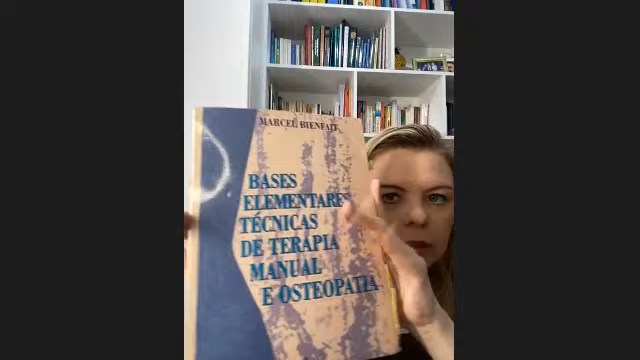 MARCEL BIENFAIT
BASES
ELEMENTARES
TÉCNICAS
DE TERAPIA
MANUAL
E OSTEOPATIA